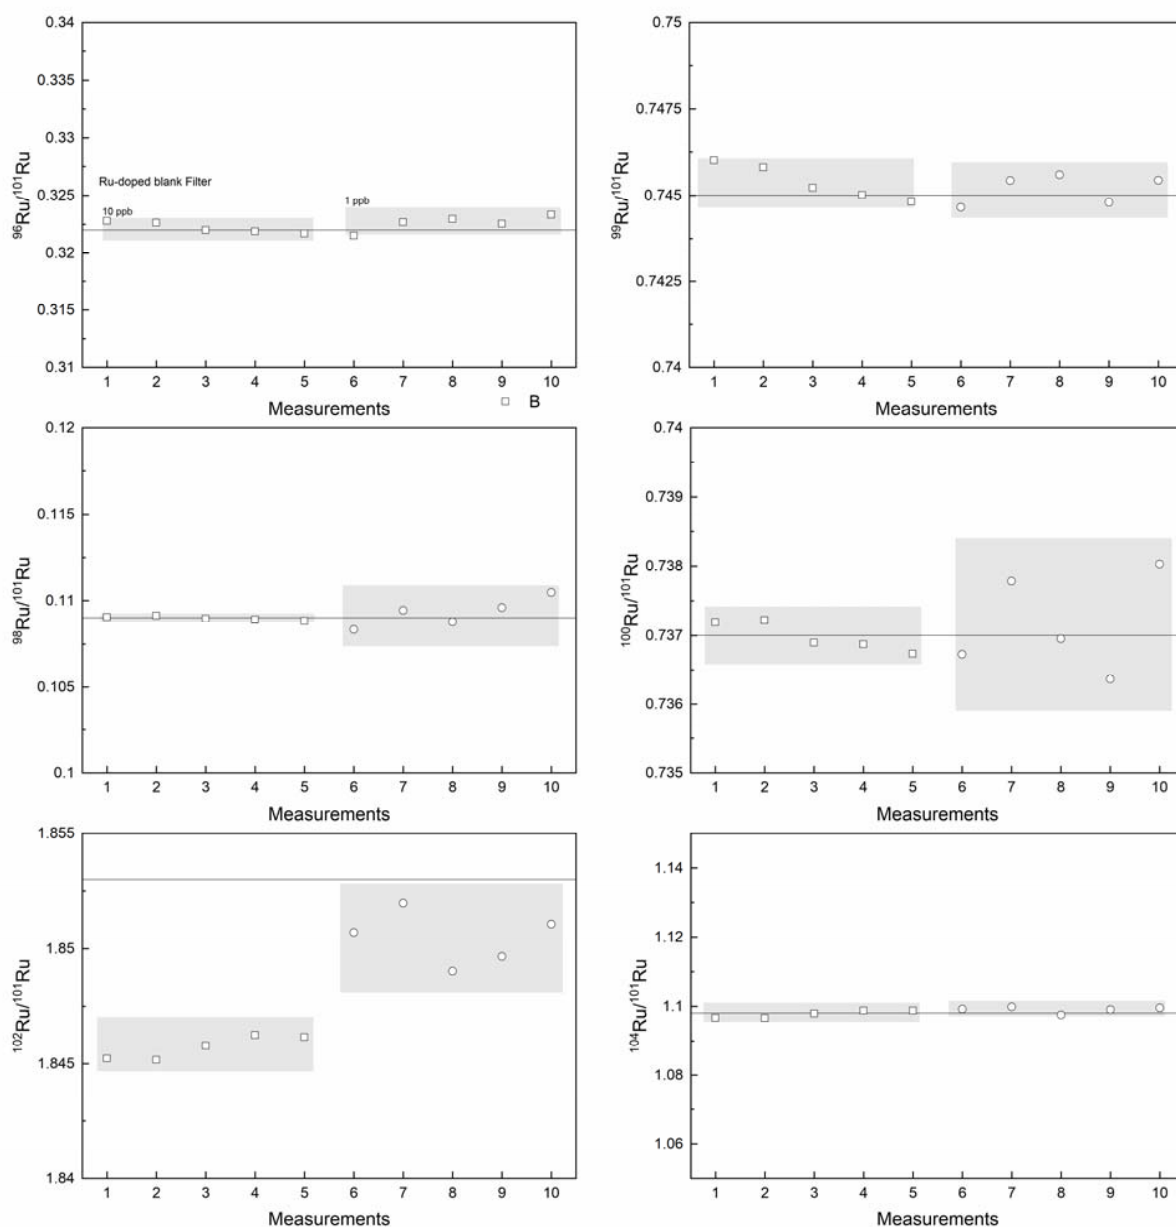 0.34
0.335
0.33
0.325
0.32
0.315
0.31
96Ru/101Ru
Ru-doped blank Filter
10 ppb
1 ppb
1 2 3 4 5 6 7 8 9 10
Measurements
B
0.75
0.7475
0.745
0.7425
0.74
99Ru/101Ru
1 2 3 4 5 6 7 8 9 10
Measurements
0.12
0.115
0.11
0.105
0.1
98Ru/101Ru
1 2 3 4 5 6 7 8 9 10
Measurements
0.74
0.739
0.738
0.737
0.736
0.735
100Ru/101Ru
1 2 3 4 5 6 7 8 9 10
Measurements
1.855
1.85
1.845
1.84
102Ru/101Ru
1 2 3 4 5 6 7 8 9 10
Measurements
1.14
1.12
1.1
1.08
1.06
104Ru/101Ru
1 2 3 4 5 6 7 8 9 10
Measurements